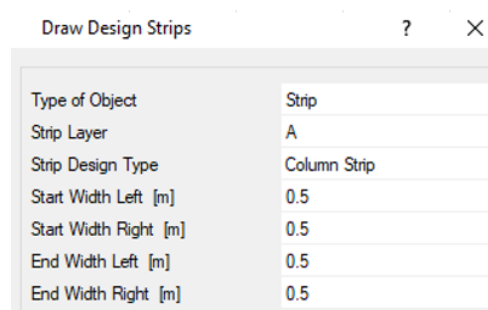 Draw Design Strips ?
Type of Object Strip
Strip Layer A
Strip Design Type Column Strip
Start Width Left [m] 0.5
Start Width Right [m] 0.5
End Width Left [m] 0.5
End Width Right [m] 0.5